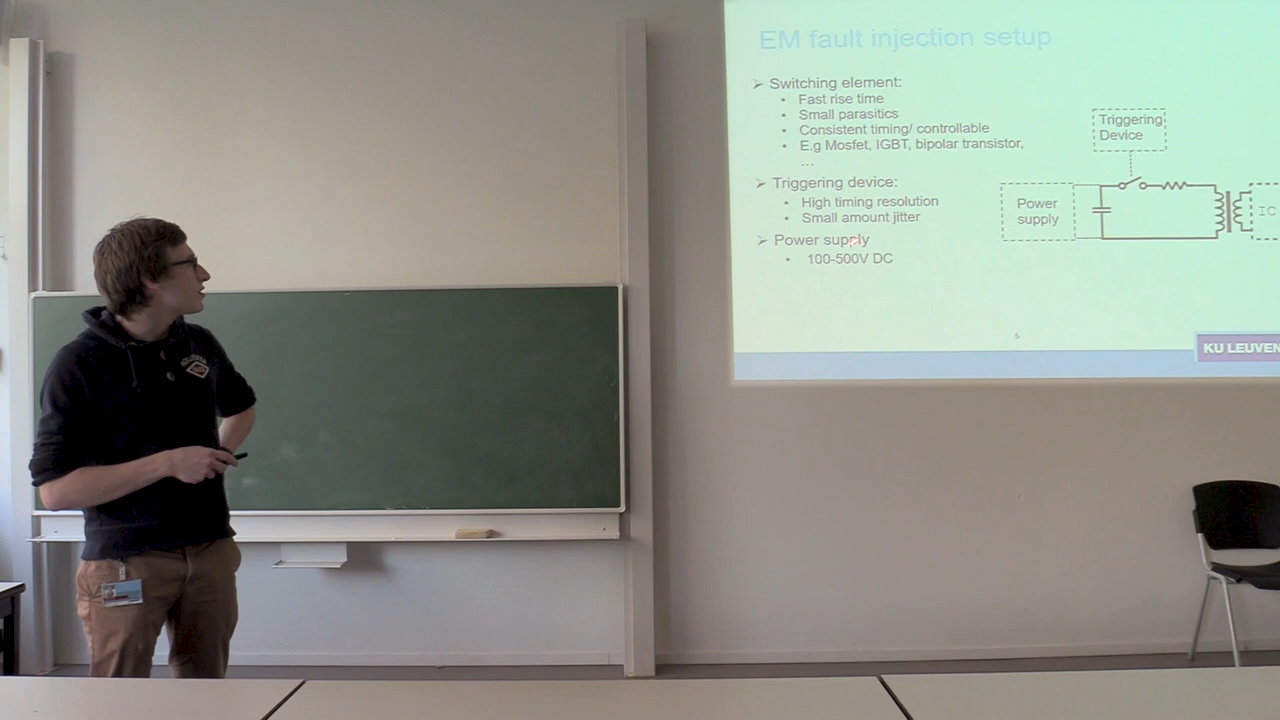 EM fault injection setup
➢ Switching element:
• Fast rise time
• Small parasitics
• Consistent timing/ controllable
• E.g Mosfet, IGBT, bipolar transistor,
...
➢ Triggering device:
• High timing resolution
• Small amount jitter
➢ Power supply
• 100-500V DC
Triggering
Device
Power
supply
IC
5
KU LEUVEN